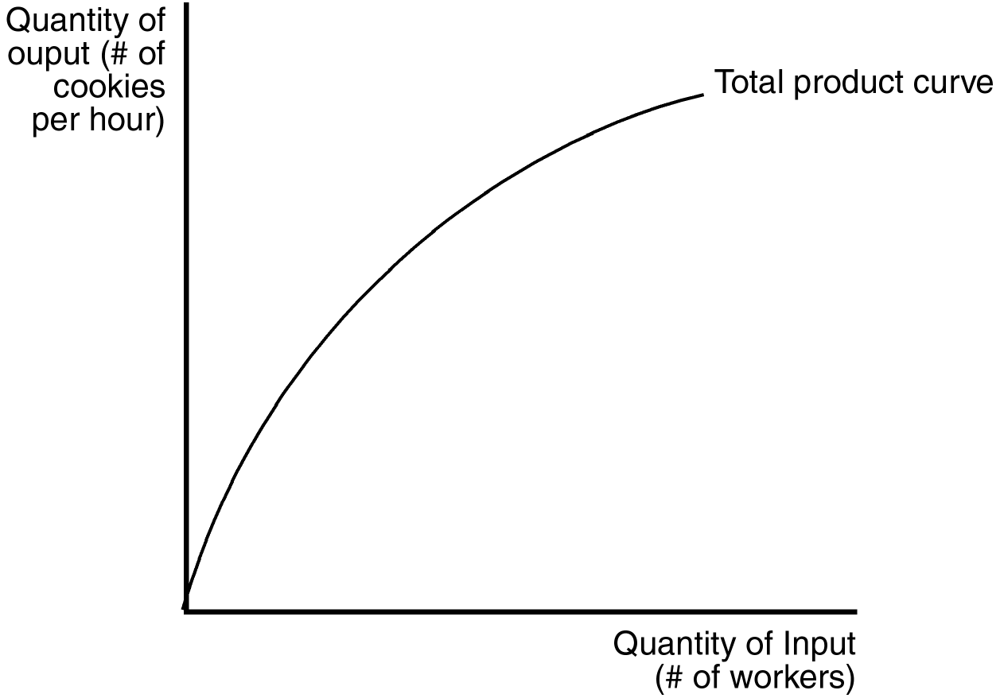 Quantity of
ouput (# of
cookies
per hour)
Total product curve
Quantity of Input
(# of workers)